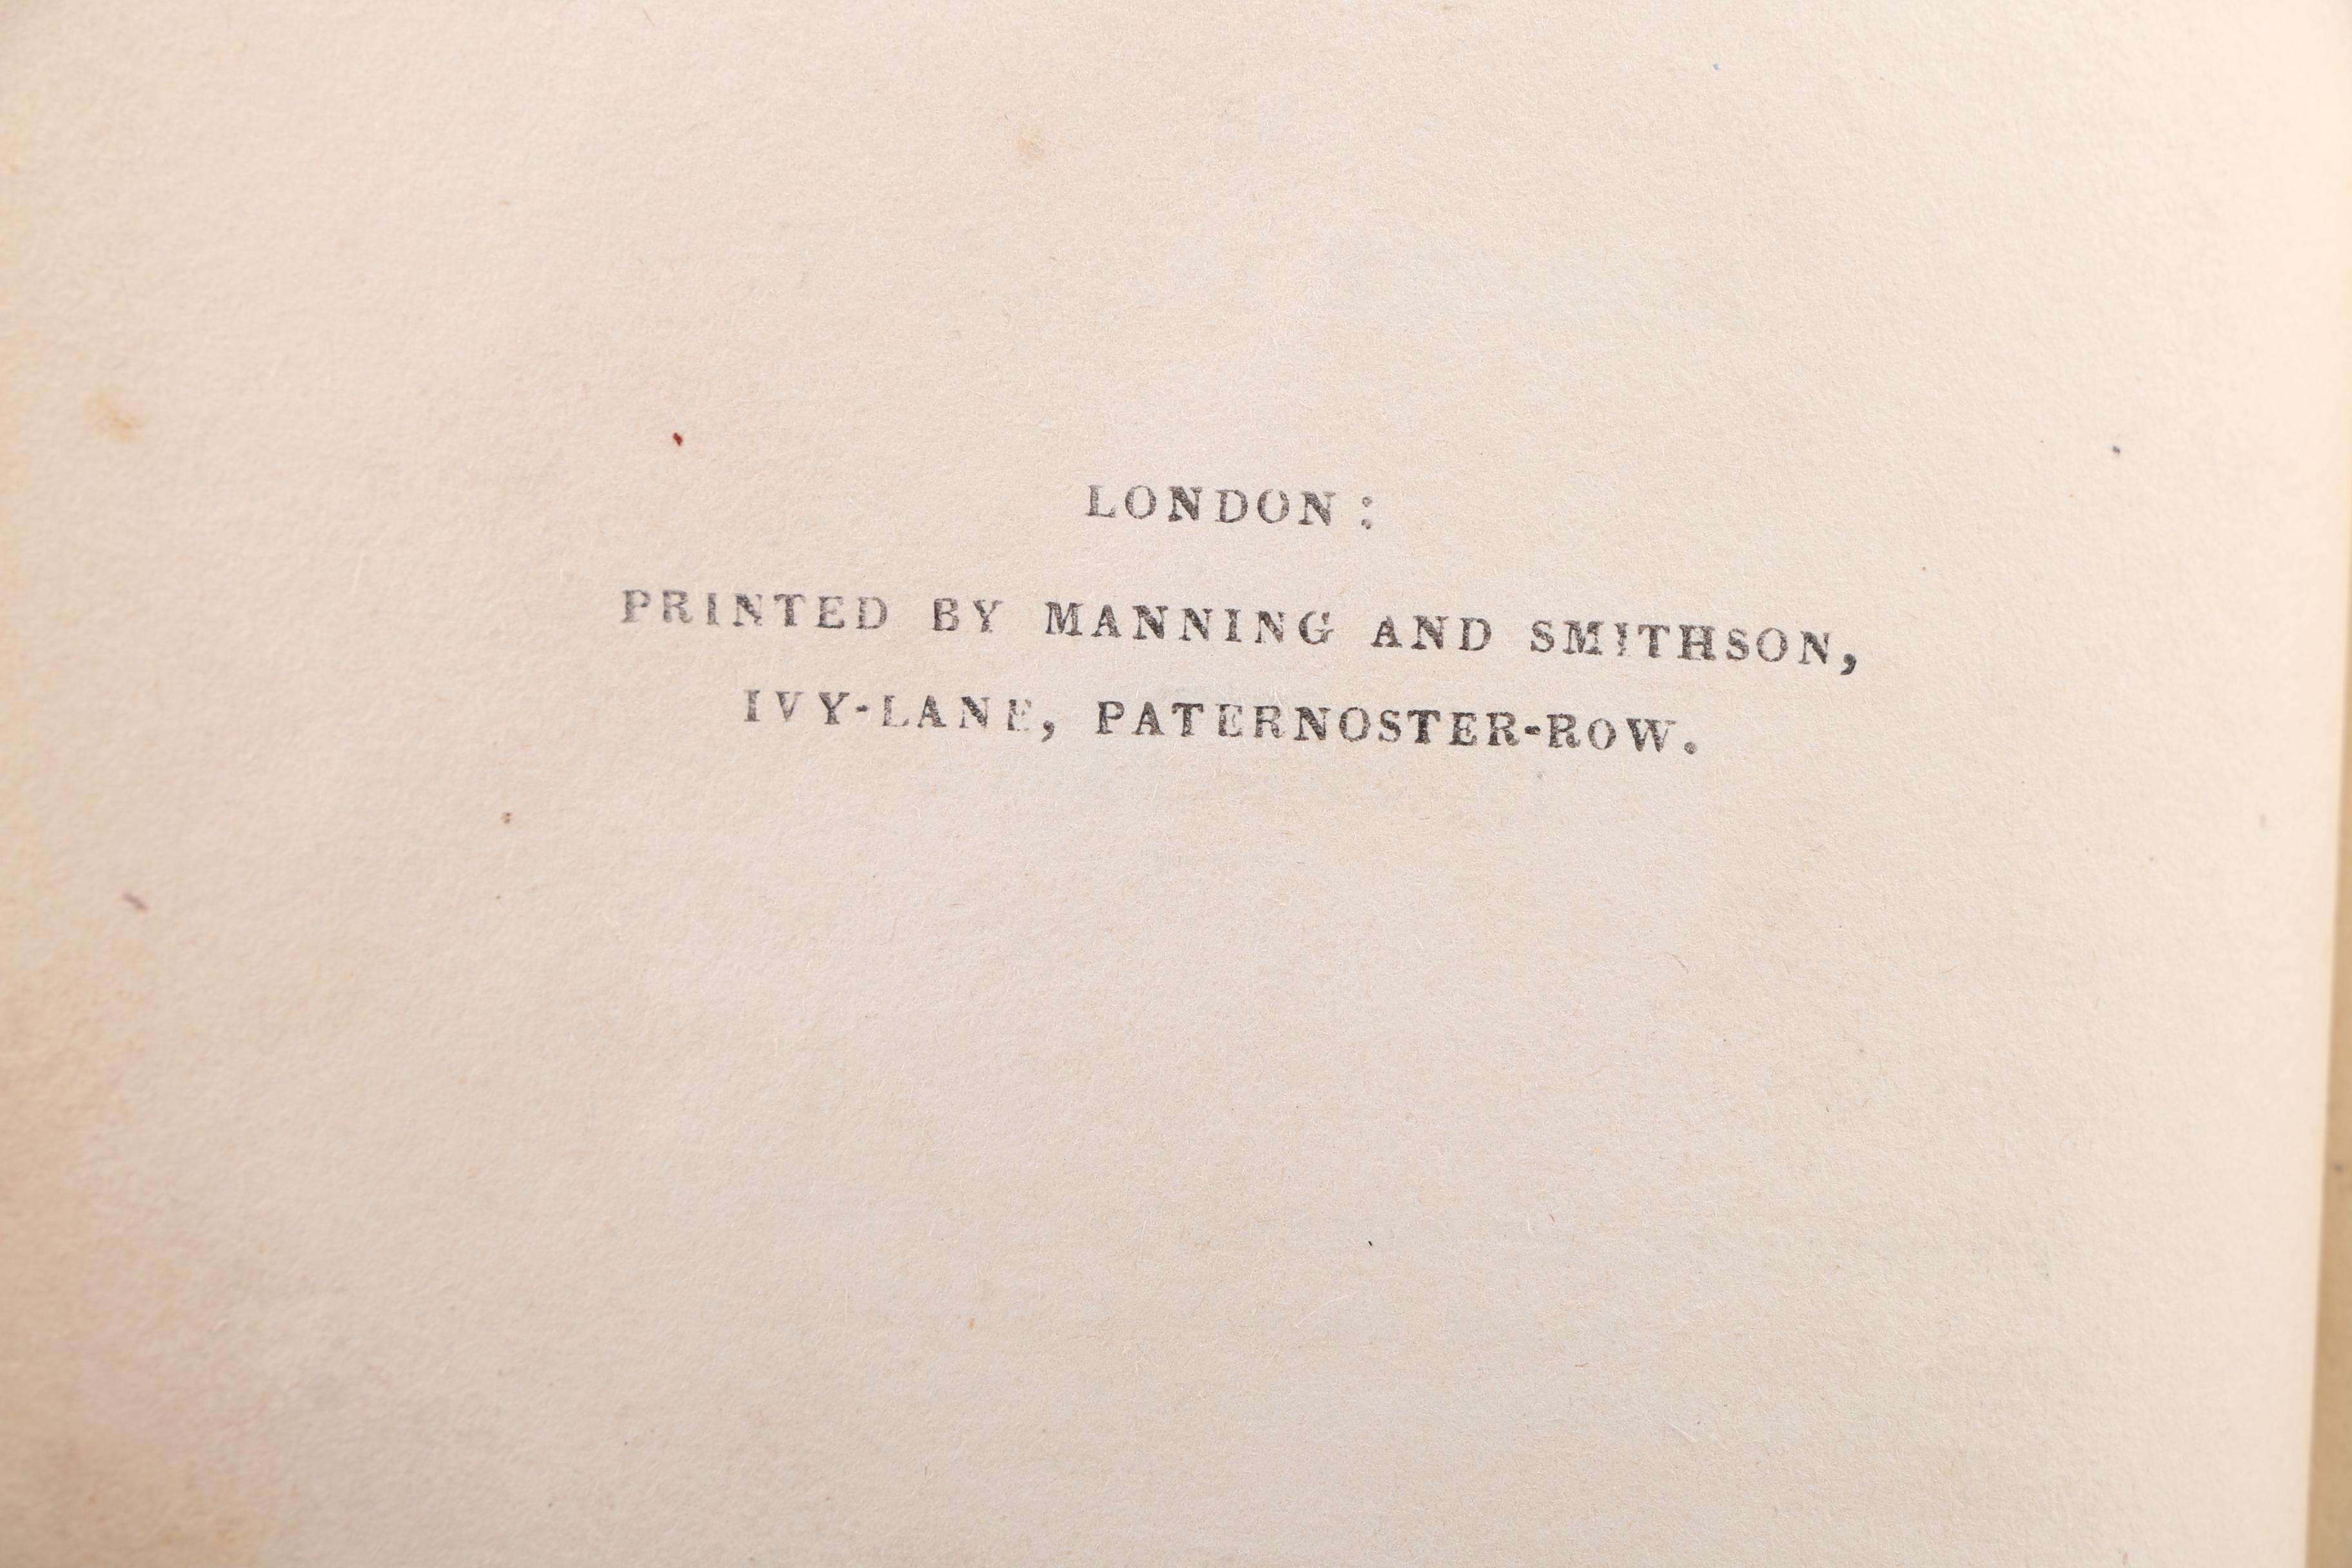 LONDON:
PRINTED BY MANNING AND SMITHSON,
IVY-LANE, PATERNOSTER-ROW.